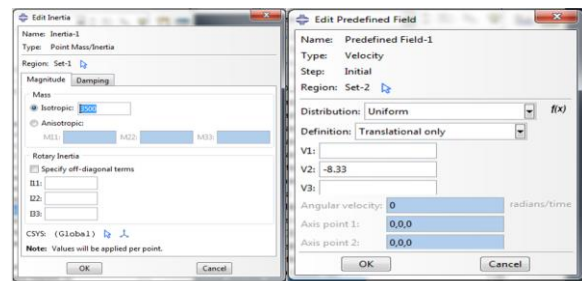 Edit Inertia
Name: Inertia-1
Type: Point Mass/Inertia
Region: Set-1
Magnitude Damping
Mass
Isotropic: 3500
Anisotropic:
M11: M22: M33:
Rotary Inertia
Specify off-diagonal terms
I11:
I22:
I33:
CSYS: (Global)
Note: Values will be applied per point.
OK Cancel
Edit Predefined Field
Name: Predefined Field-1
Type: Velocity
Step: Initial
Region: Set-2
Distribution: Uniform f(x)
Definition: Translational only
V1:
V2: -8.33
V3:
Angular velocity: 0 radians/time
Axis point 1: 0,0,0
Axis point 2: 0,0,0
OK Cancel